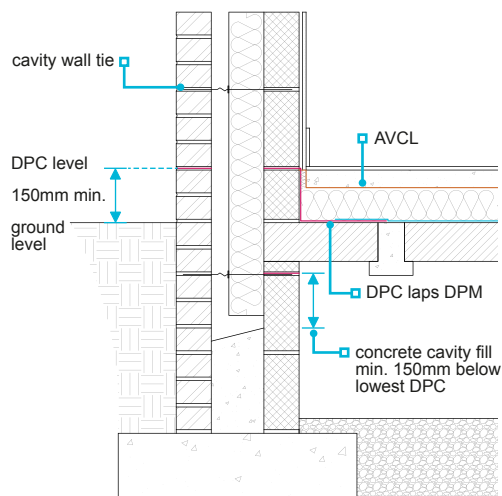 cavity wall tie
AVCL
DPC level
150mm min.
ground
level
DPC laps DPM
concrete cavity fill
min. 150mm below
lowest DPC